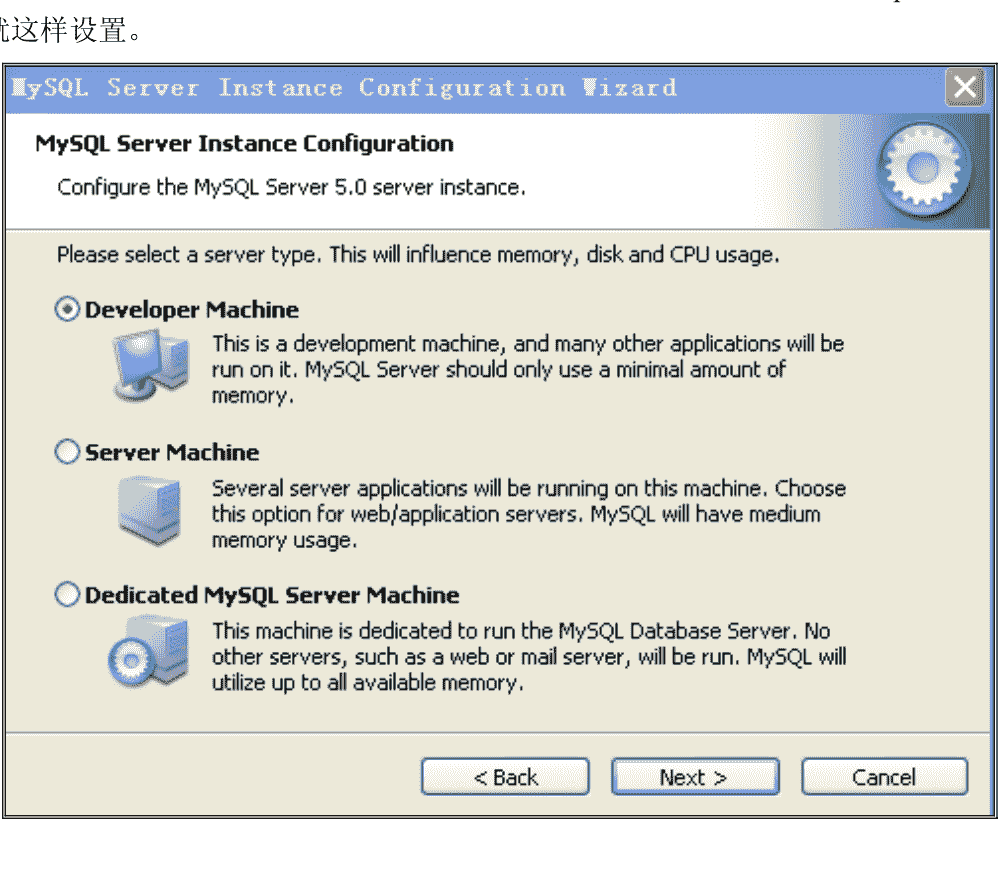 这样设置。
MySQL Server Instance Configuration Wizard
MySQL Server Instance Configuration
Configure the MySQL Server 5.0 server instance.
Please select a server type. This will influence memory, disk and CPU usage.
Developer Machine
This is a development machine, and many other applications will be
run on it. MySQL Server should only use a minimal amount of
memory.
Server Machine
Several server applications will be running on this machine. Choose
this option for web/application servers. MySQL will have medium
memory usage.
Dedicated MySQL Server Machine
This machine is dedicated to run the MySQL Database Server. No
other servers, such as a web or mail server, will be run. MySQL will
utilize up to all available memory.
< Back
Next >
Cancel